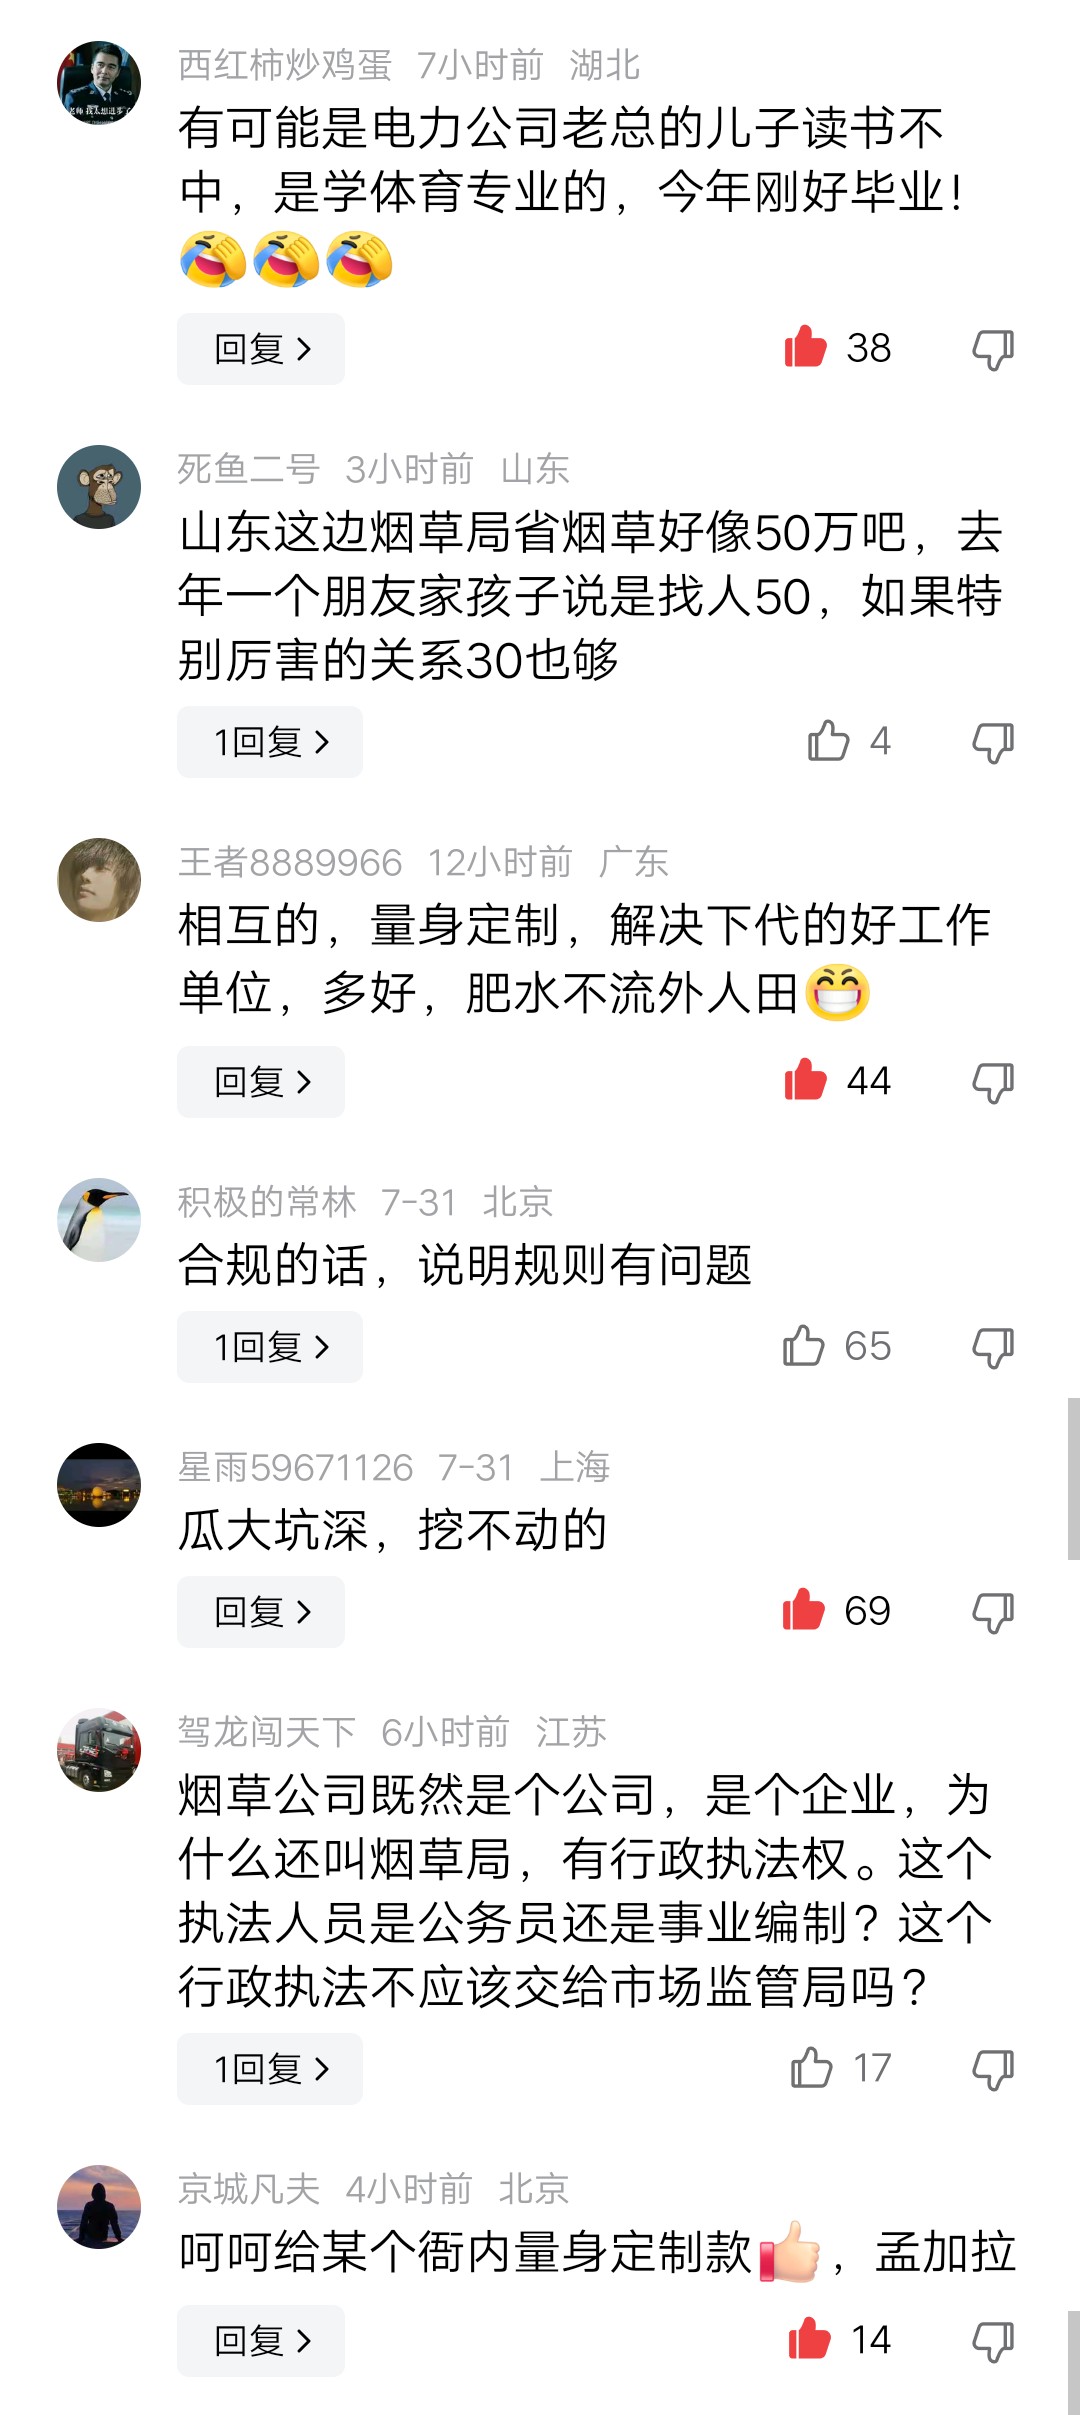 西红柿炒鸡蛋 7小时前 湖北
有可能是电力公司老总的儿子读书不
中，是学体育专业的，今年刚好毕业！
🤣🤣🤣
回复 >
38
死鱼二号 3小时前 山东
山东这边烟草局省烟草好像50万吧，去
年一个朋友家孩子说是找人50，如果特
别厉害的关系30也够
1回复 >
4
王者8889966 12小时前 广东
相互的，量身定制，解决下代的好工作
单位，多好，肥水不流外人田😁
回复 >
44
积极的常林 7-31 北京
合规的话，说明规则有问题
1回复 >
65
星雨59671126 7-31 上海
瓜大坑深，挖不动的
回复 >
69
驾龙闯天下 6小时前 江苏
烟草公司既然是个公司，是个企业，为
什么还叫烟草局，有行政执法权。这个
执法人员是公务员还是事业编制？这个
行政执法不应该交给市场监管局吗？
1回复 >
17
京城凡夫 4小时前 北京
呵呵给某个衙内量身定制款👍，孟加拉
回复 >
14